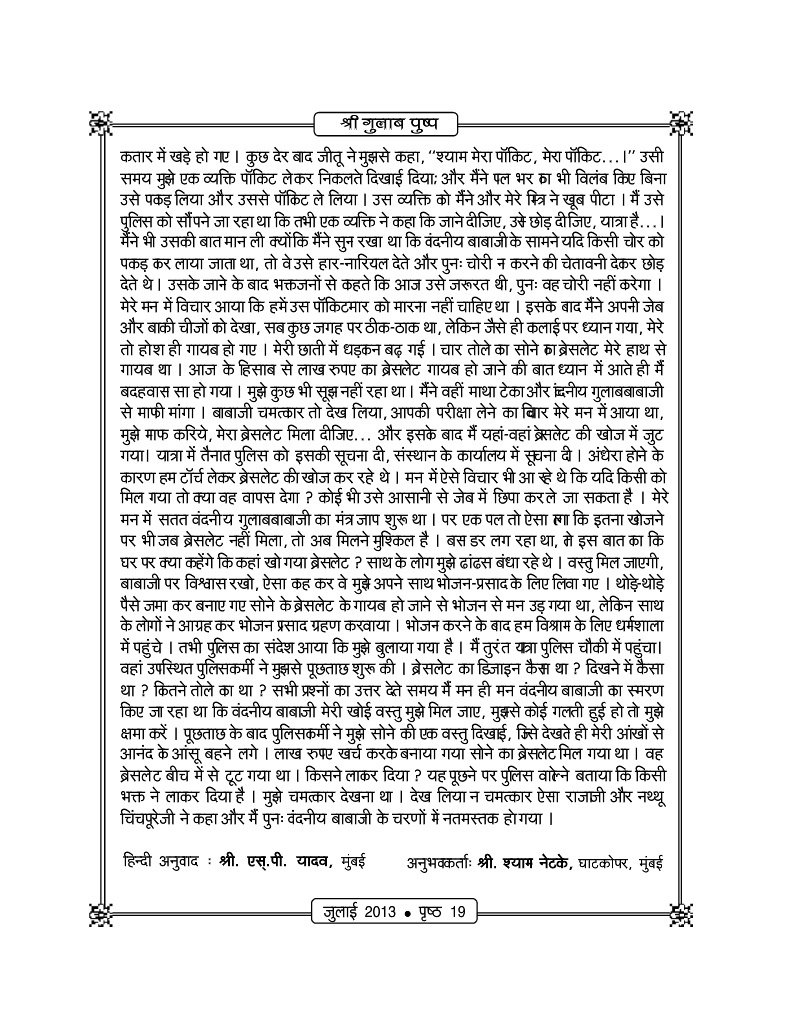 श्री गुलाब पुष्प
कतार में खड़े हो गए । कुछ देर बाद जीतू ने मुझसे कहा, ‘‘श्याम मेरा पॉकिट, मेरा पॉकिट...।’’ उसी
समय मुझे एक व्यक्ति पॉकिट लेकर निकलते दिखाई दिया; और मैंने पल भर का भी विलंब किए बिना
उसे पकड़ लिया और उससे पॉकिट ले लिया । उस व्यक्ति को मैंने और मेरे मित्र ने खूब पीटा । मैं उसे
पुलिस को सौंपने जा रहा था कि तभी एक व्यक्ति ने कहा कि जाने दीजिए, उसे छोड़ दीजिए, यात्रा है...।
मैंने भी उसकी बात मान ली क्योंकि मैंने सुन रखा था कि वंदनीय बाबाजी के सामने यदि किसी चोर को
पकड़ कर लाया जाता था, तो वे उसे हार-नारियल देते और पुनः चोरी न करने की चेतावनी देकर छोड़
देते थे । उसके जाने के बाद भक्तजनों से कहते कि आज उसे जरूरत थी, पुनः वह चोरी नहीं करेगा ।
मेरे मन में विचार आया कि हमें उस पॉकिटमार को मारना नहीं चाहिए था । इसके बाद मैंने अपनी जेब
और बाकी चीजों को देखा, सब कुछ जगह पर ठीक-ठाक था, लेकिन जैसे ही कलाई पर ध्यान गया, मेरे
तो होश ही गायब हो गए । मेरी छाती में धड़कन बढ़ गई । चार तोले का सोने का ब्रेसलेट मेरे हाथ से
गायब था । आज के हिसाब से लाख रुपए का ब्रेसलेट गायब हो जाने की बात ध्यान में आते ही मैं
बदहवास सा हो गया । मुझे कुछ भी सूझ नहीं रहा था । मैंने वहीं माथा टेका और वंदनीय गुलाबबाबाजी
से माफी मांगा । बाबाजी चमत्कार तो देख लिया, आपकी परीक्षा लेने का विचार मेरे मन में आया था,
मुझे माफ करिये, मेरा ब्रेसलेट मिला दीजिए... और इसके बाद मैं यहां-वहां ब्रेसलेट की खोज में जुट
गया। यात्रा में तैनात पुलिस को इसकी सूचना दी, संस्थान के कार्यालय में सूचना दी । अंधेरा होने के
कारण हम टॉर्च लेकर ब्रेसलेट की खोज कर रहे थे । मन में ऐसे विचार भी आ रहे थे कि यदि किसी को
मिल गया तो क्या वह वापस देगा ? कोई भी उसे आसानी से जेब में छिपा कर ले जा सकता है । मेरे
मन में सतत वंदनीय गुलाबबाबाजी का मंत्र जाप शुरू था । पर एक पल तो ऐसा लगा कि इतना खोजने
पर भी जब ब्रेसलेट नहीं मिला, तो अब मिलने मुश्किल है । बस डर लग रहा था, तो इस बात का कि
घर पर क्या कहेंगे कि कहां खो गया ब्रेसलेट ? साथ के लोग मुझे ढांढस बंधा रहे थे । वस्तु मिल जाएगी,
बाबाजी पर विश्वास रखो, ऐसा कह कर वे मुझे अपने साथ भोजन-प्रसाद के लिए लिवा गए । थोड़े-थोड़े
पैसे जमा कर बनाए गए सोने के ब्रेसलेट के गायब हो जाने से भोजन से मन उड़ गया था, लेकिन साथ
के लोगों ने आग्रह कर भोजन प्रसाद ग्रहण करवाया । भोजन करने के बाद हम विश्राम के लिए धर्मशाला
में पहुंचे । तभी पुलिस का संदेश आया कि मुझे बुलाया गया है । मैं तुरंत यात्रा पुलिस चौकी में पहुंचा।
वहां उपस्थित पुलिसकर्मी ने मुझसे पूछताछ शुरू की । ब्रेसलेट का डिजाइन कैसा था ? दिखने में कैसा
था ? कितने तोले का था ? सभी प्रश्नों का उत्तर देते समय मैं मन ही मन वंदनीय बाबाजी का स्मरण
किए जा रहा था कि वंदनीय बाबाजी मेरी खोई वस्तु मुझे मिल जाए, मुझसे कोई गलती हुई हो तो मुझे
क्षमा करें । पूछताछ के बाद पुलिसकर्मी ने मुझे सोने की एक वस्तु दिखाई, जिसे देखते ही मेरी आंखों से
आनंद के आंसू बहने लगे । लाख रुपए खर्च करके बनाया गया सोने का ब्रेसलेट मिल गया था । वह
ब्रेसलेट बीच में से टूट गया था । किसने लाकर दिया ? यह पूछने पर पुलिस वाले ने बताया कि किसी
भक्त ने लाकर दिया है । मुझे चमत्कार देखना था । देख लिया न चमत्कार ऐसा राजाजी और नथ्थू
चिंचपूरेजी ने कहा और मैं पुनः वंदनीय बाबाजी के चरणों में नतमस्तक हो गया ।
हिन्दी अनुवाद : श्री. एस्.पी. यादव, मुंबई अनुभवकर्ताः श्री. श्याम नेटके, घाटकोपर, मुंबई
जुलाई 2013 ● पृष्ठ 19